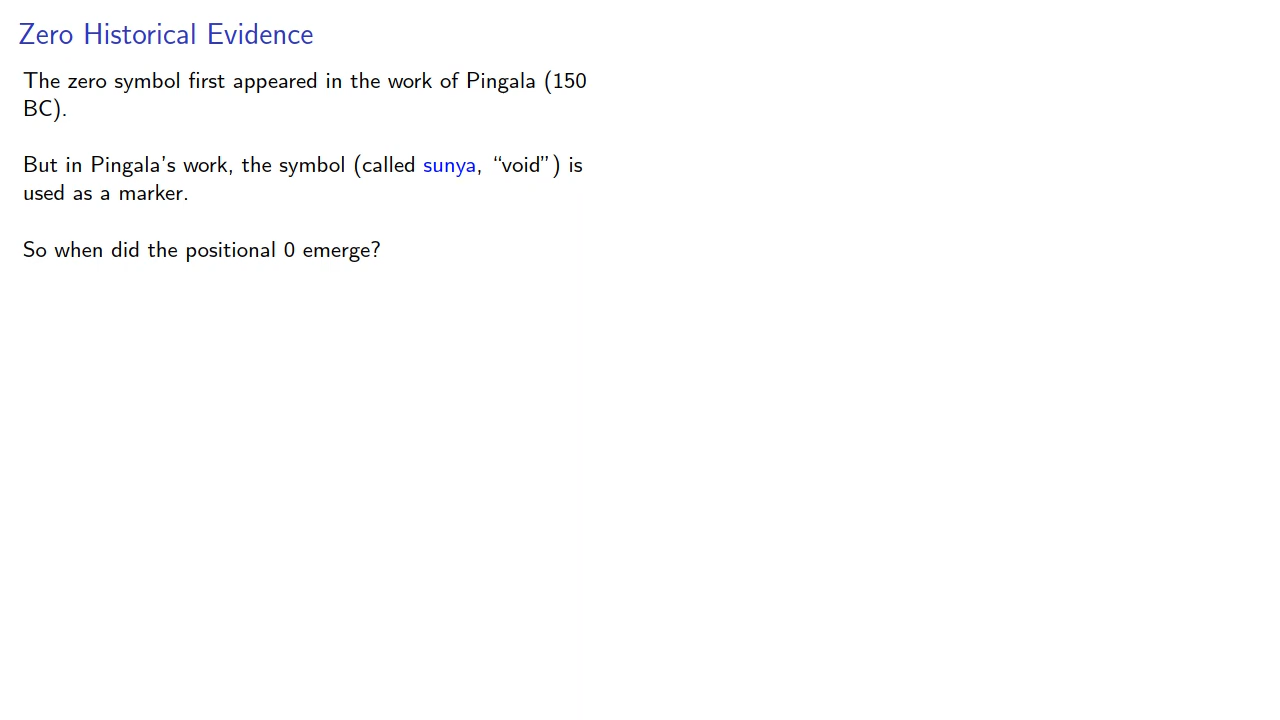 Zero Historical Evidence
The zero symbol first appeared in the work of Pingala (150
BC).
But in Pingala's work, the symbol (called sunya, “void”) is
used as a marker.
So when did the positional 0 emerge?